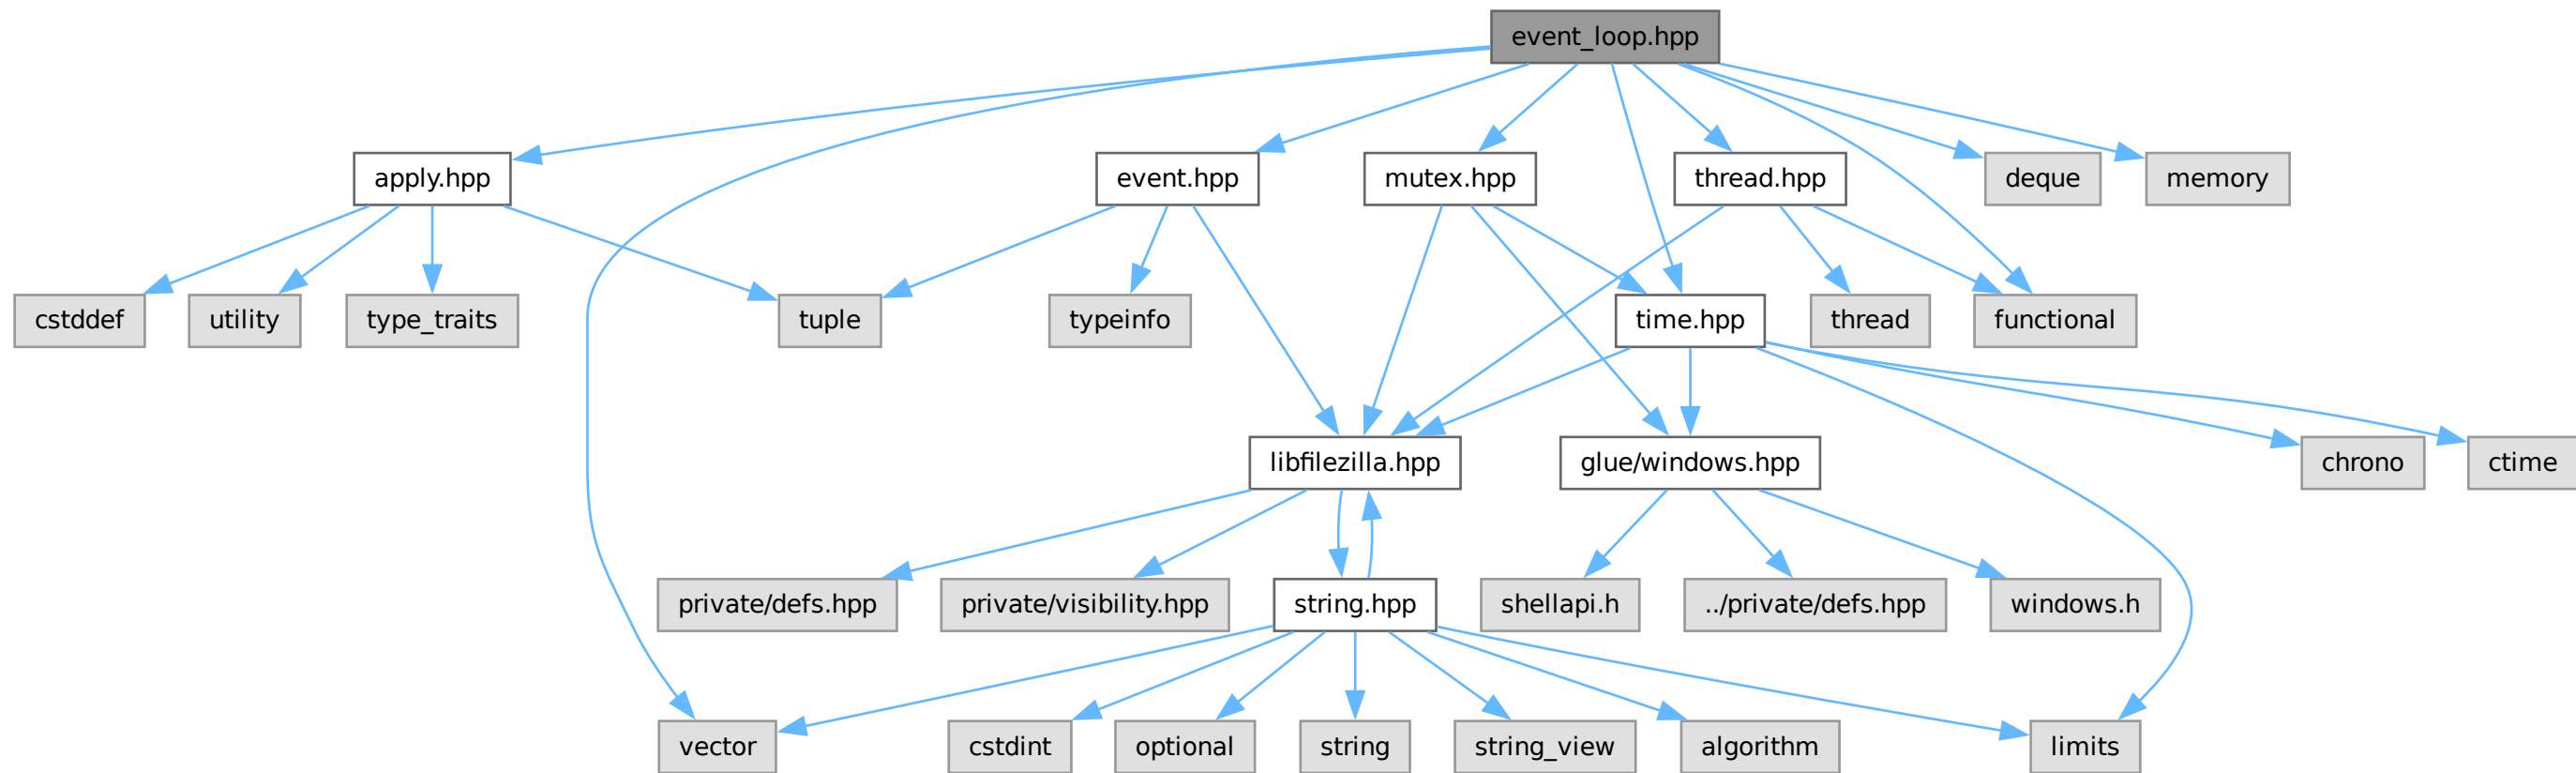 event_loop.hpp
apply.hpp
event.hpp
mutex.hpp
thread.hpp
deque
memory
cstddef
utility
type_traits
tuple
typeinfo
time.hpp
thread
functional
libfilezilla.hpp
glue/windows.hpp
chrono
ctime
private/defs.hpp
private/visibility.hpp
string.hpp
shellapi.h
../private/defs.hpp
windows.h
vector
cstdint
optional
string
string_view
algorithm
limits